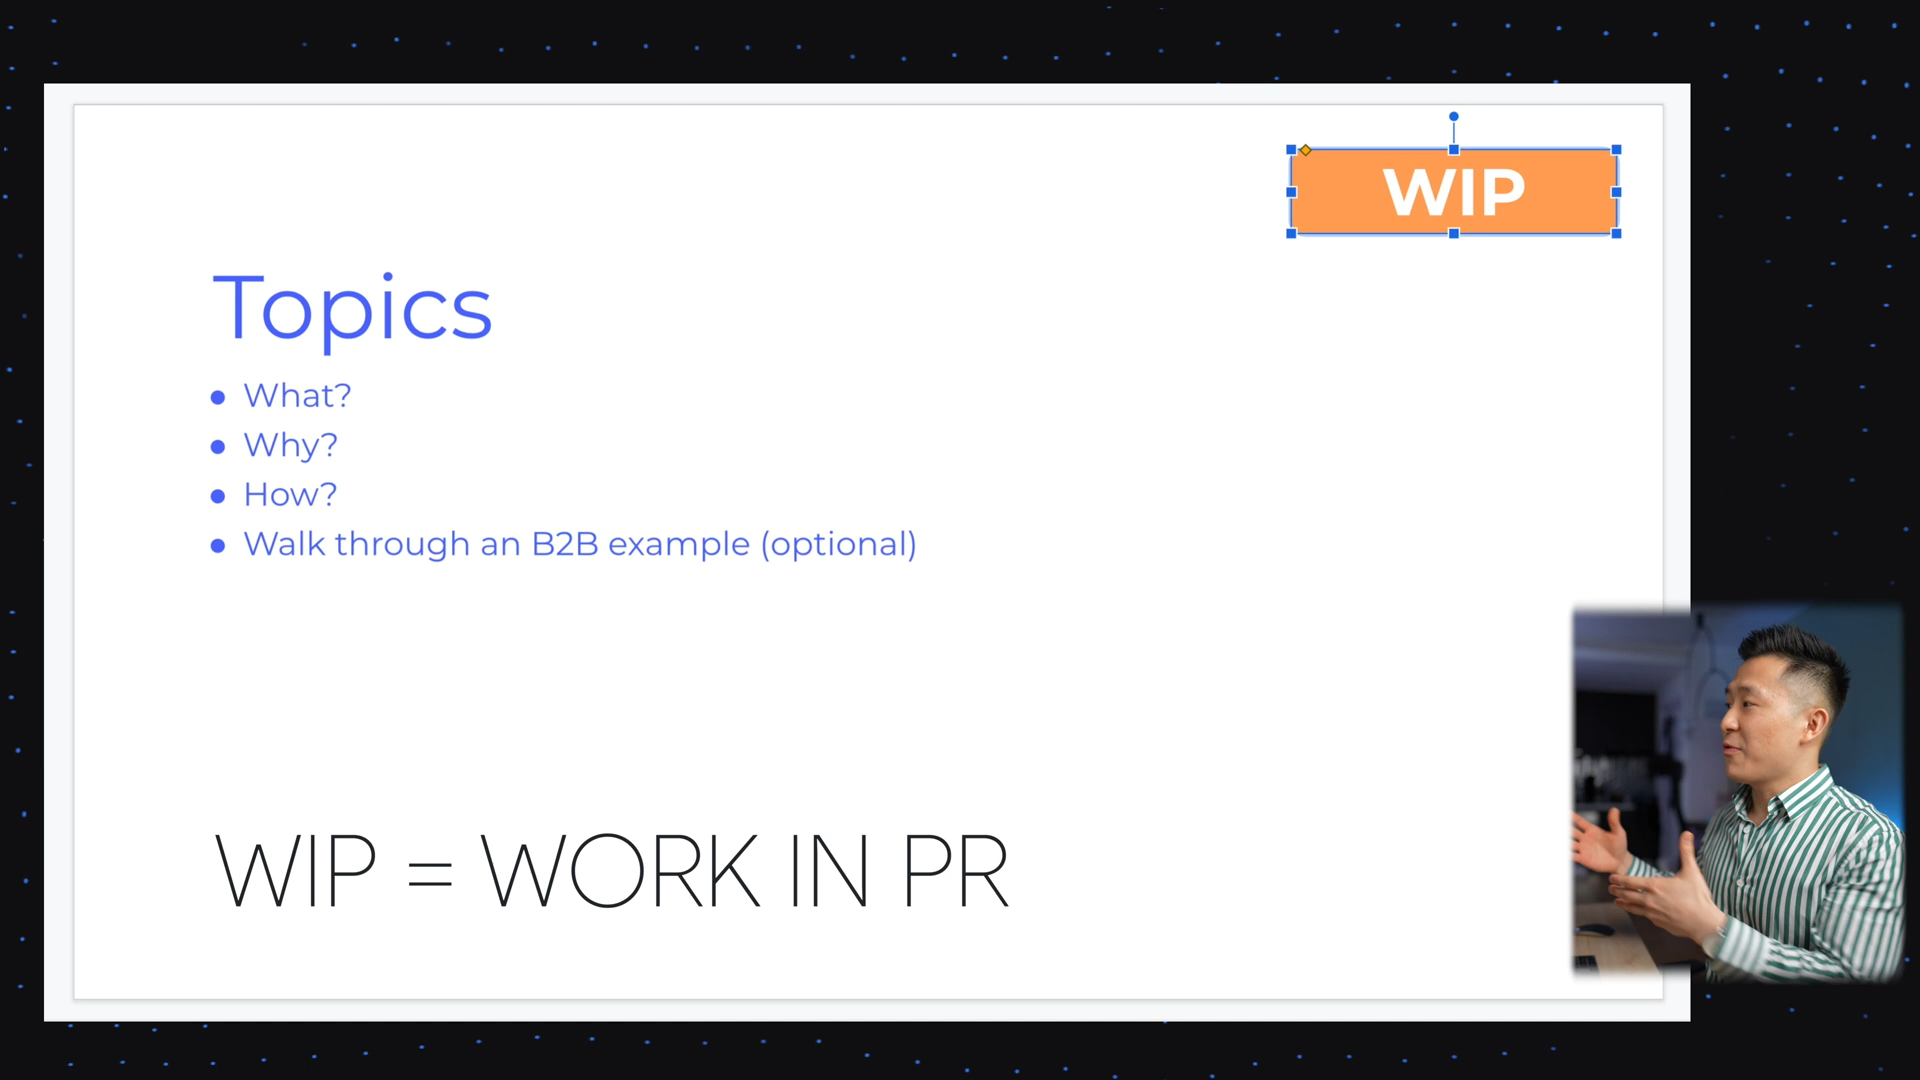 WIP
Topics
● What?
● Why?
● How?
● Walk through an B2B example (optional)
WIP = WORK IN PR